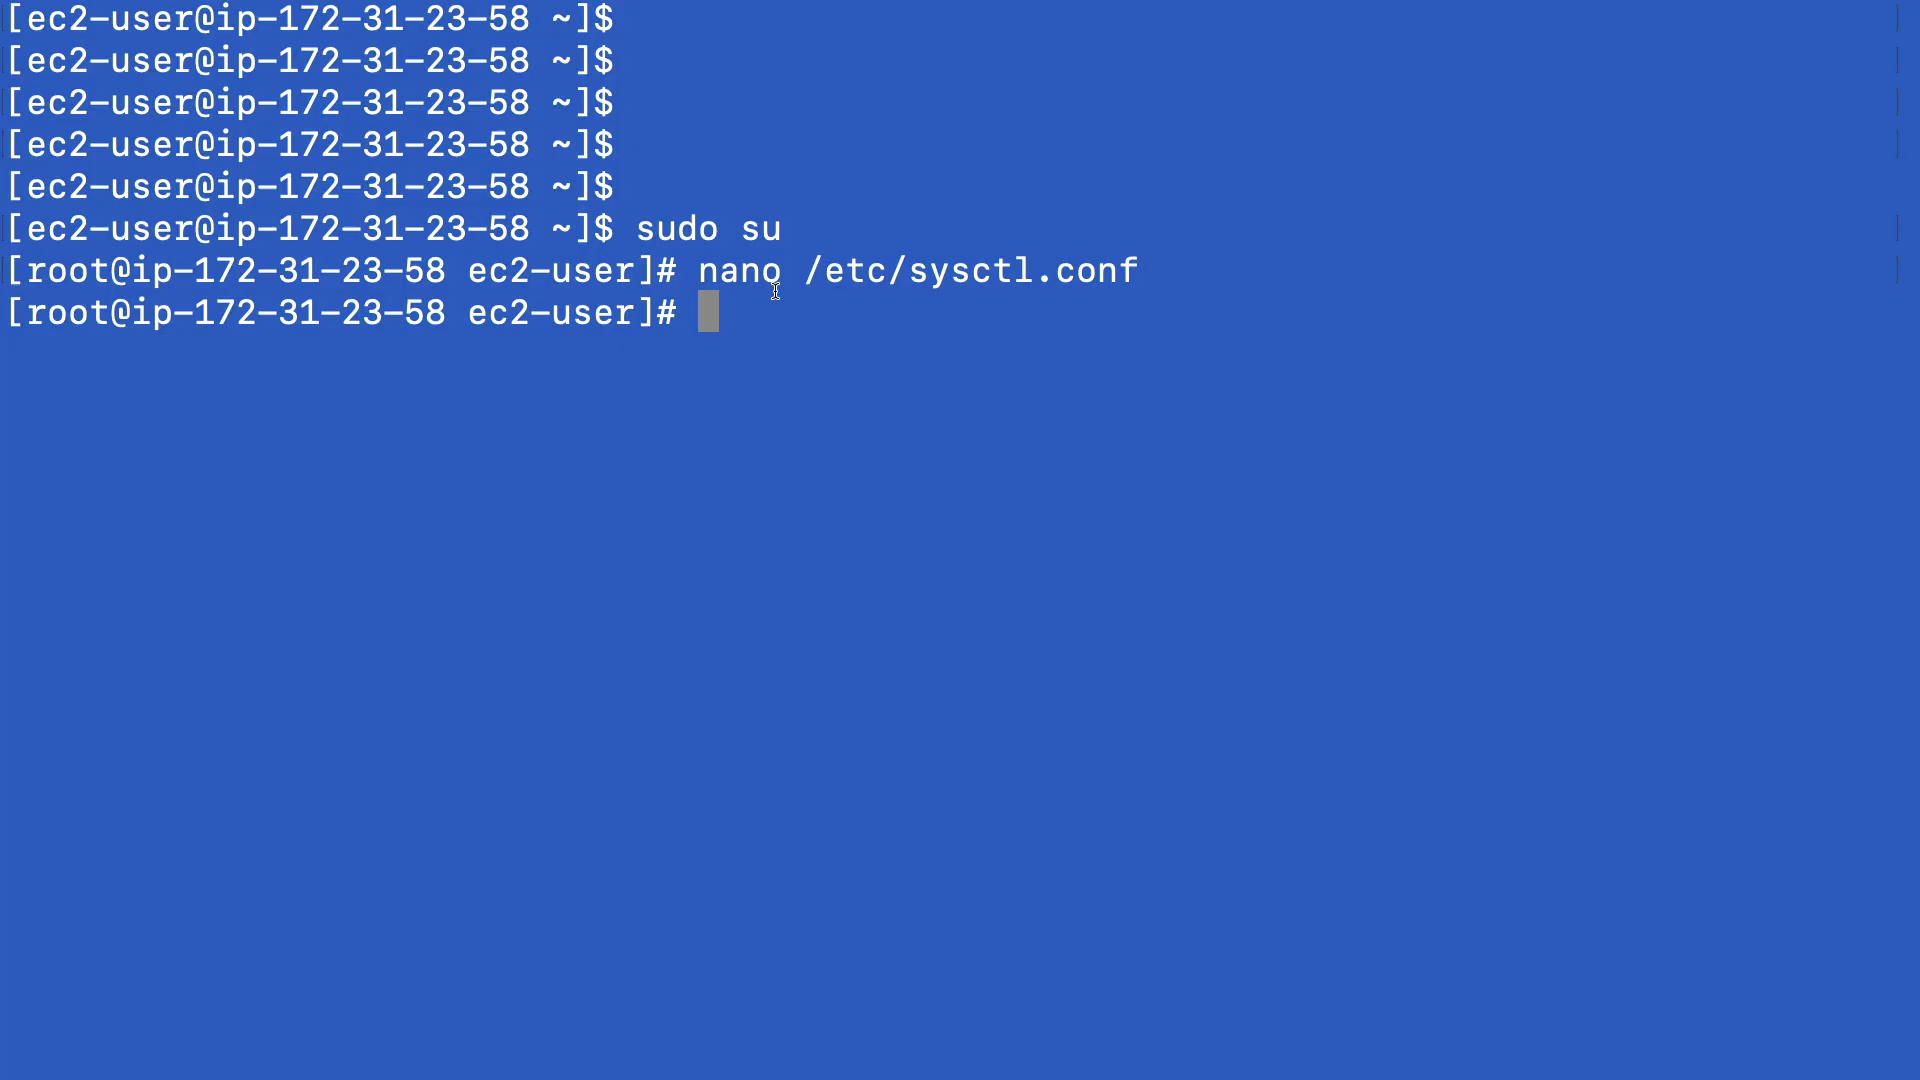 [ec2-user@ip-172-31-23-58 ~]$
[ec2-user@ip-172-31-23-58 ~]$
[ec2-user@ip-172-31-23-58 ~]$
[ec2-user@ip-172-31-23-58 ~]$
[ec2-user@ip-172-31-23-58 ~]$
[ec2-user@ip-172-31-23-58 ~]$ sudo su
[root@ip-172-31-23-58 ec2-user]# nano /etc/sysctl.conf
[root@ip-172-31-23-58 ec2-user]#